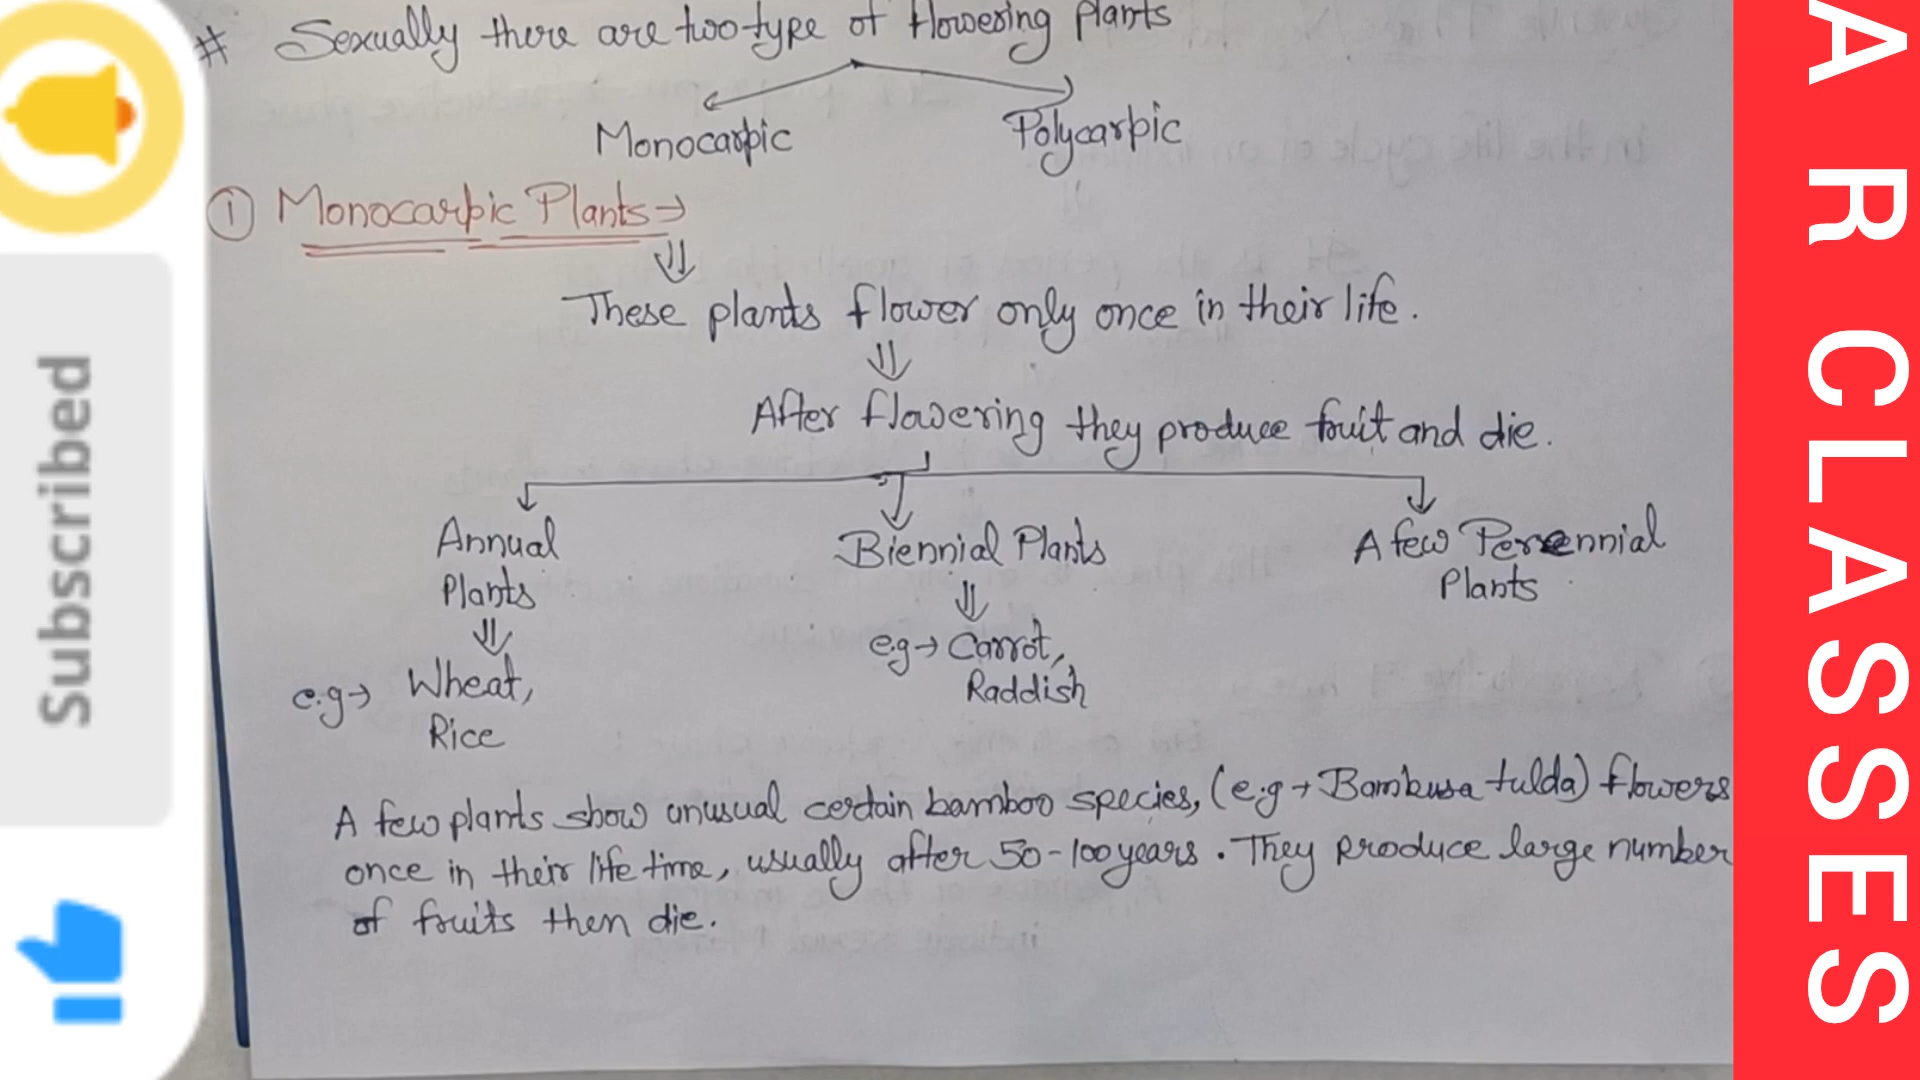 # Sexually there are two type of flowering plants
Monocarpic
Polycarpic
① Monocarpic Plants→
These plants flower only once in their life.
After flowering they produce fruit and die.
Annual
Plants
Biennial Plants
A few Perennial
Plants
e.g→ Wheat,
Rice
e.g→ Carrot,
Raddish
A few plants show unusual certain bamboo species, (e.g→ Bambusa tulda) flowers
once in their life time, usually after 50-100 years. They produce large number
of fruits then die.
Subscribed
A R CLASSES